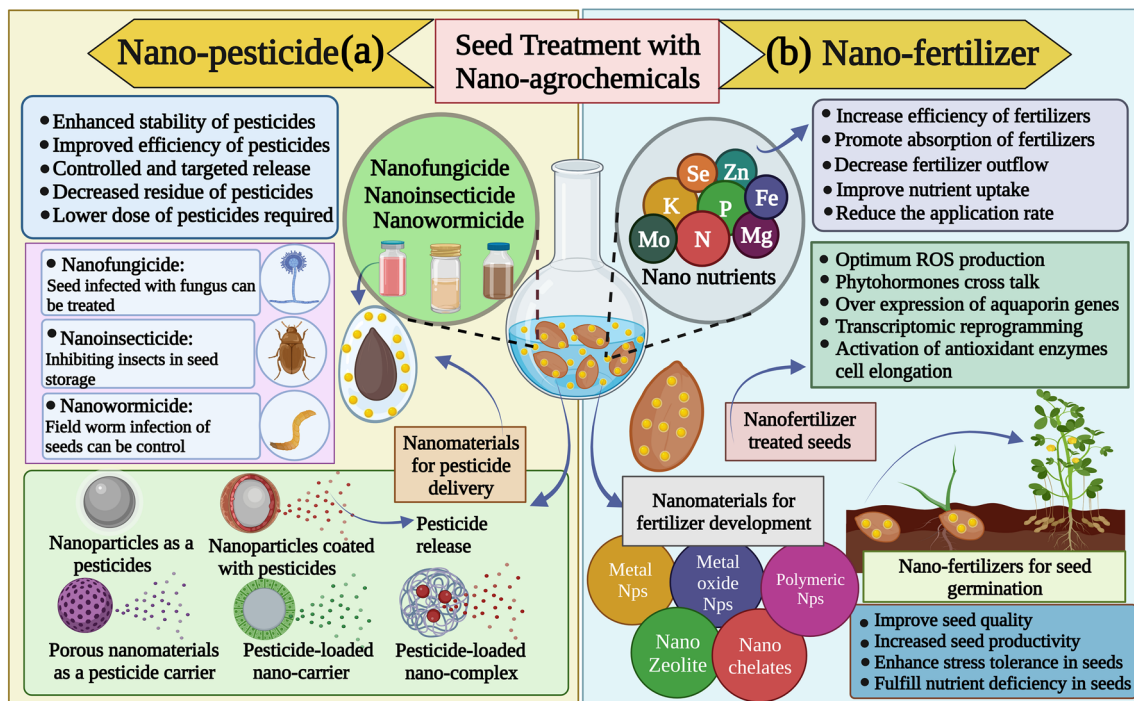 Nano-pesticide(a)
Seed Treatment with
Nano-agrochemicals
(b) Nano-fertilizer
• Enhanced stability of pesticides
• Improved efficiency of pesticides
• Controlled and targeted release
• Decreased residue of pesticides
• Lower dose of pesticides required
Nanofungicide
Nanoinsecticide
Nanowormicide
Se
Zn
K
P
Fe
Mo
N
Mg
Nano nutrients
• Increase efficiency of fertilizers
• Promote absorption of fertilizers
• Decrease fertilizer outflow
• Improve nutrient uptake
• Reduce the application rate
• Nanofungicide:
Seed infected with fungus can
be treated
• Nanoinsecticide:
Inhibiting insects in seed
storage
• Nanowormicide:
Field worm infection of
seeds can be control
• Optimum ROS production
• Phytohormones cross talk
• Over expression of aquaporin genes
• Transcriptomic reprogramming
• Activation of antioxidant enzymes
cell elongation
Nanomaterials
for pesticide
delivery
Nanofertilizer
treated seeds
Nanoparticles as a
pesticides
Nanoparticles coated
with pesticides
Pesticide
release
Porous nanomaterials
as a pesticide carrier
Pesticide-loaded
nano-carrier
Pesticide-loaded
nano-complex
Nanomaterials for
fertilizer development
Metal
Nps
Metal
oxide
Nps
Polymeric
Nps
Nano
Zeolite
Nano
chelates
Nano-fertilizers for seed
germination
• Improve seed quality
• Increased seed productivity
• Enhance stress tolerance in seeds
• Fulfill nutrient deficiency in seeds